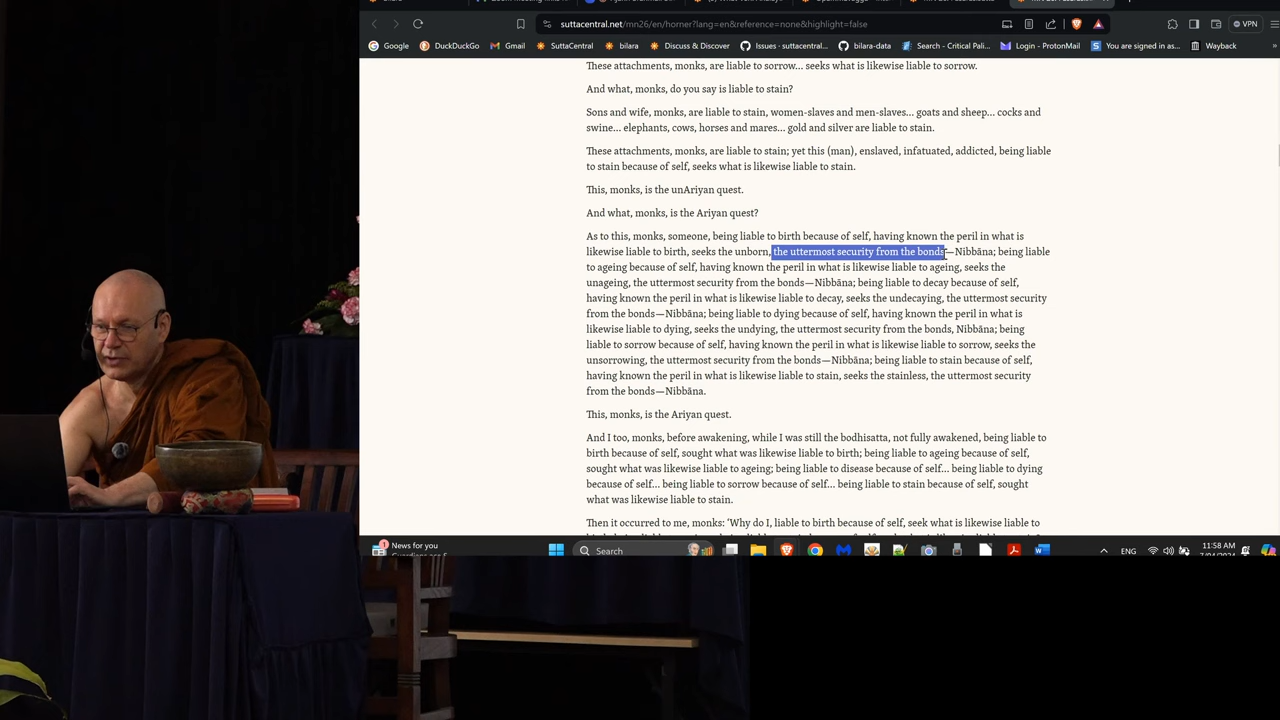 suttacentral.net/mn26/en/horner?lang=en&reference=none&highlight=false
VPN
Google
DuckDuckGo
Gmail
SuttaCentral
bilara
Discuss & Discover
Issues · suttacentral…
bilara-data
Search - Critical Pali…
Login - ProtonMail
You are signed in as…
Wayback
These attachments, monks, are liable to sorrow… seeks what is likewise liable to sorrow.
And what, monks, do you say is liable to stain?
Sons and wife, monks, are liable to stain, women-slaves and men-slaves… goats and sheep… cocks and
swine… elephants, cows, horses and mares… gold and silver are liable to stain.
These attachments, monks, are liable to stain; yet this (man), enslaved, infatuated, addicted, being liable
to stain because of self, seeks what is likewise liable to stain.
This, monks, is the unAriyan quest.
And what, monks, is the Ariyan quest?
As to this, monks, someone, being liable to birth because of self, having known the peril in what is
likewise liable to birth, seeks the unborn, the uttermost security from the bonds—Nibbāna; being liable
to ageing because of self, having known the peril in what is likewise liable to ageing, seeks the
unageing, the uttermost security from the bonds—Nibbāna; being liable to decay because of self,
having known the peril in what is likewise liable to decay, seeks the undecaying, the uttermost security
from the bonds—Nibbāna; being liable to dying because of self, having known the peril in what is
likewise liable to dying, seeks the undying, the uttermost security from the bonds, Nibbāna; being
liable to sorrow because of self, having known the peril in what is likewise liable to sorrow, seeks the
unsorrowing, the uttermost security from the bonds—Nibbāna; being liable to stain because of self,
having known the peril in what is likewise liable to stain, seeks the stainless, the uttermost security
from the bonds—Nibbāna.
This, monks, is the Ariyan quest.
And I too, monks, before awakening, while I was still the bodhisatta, not fully awakened, being liable to
birth because of self, sought what was likewise liable to birth; being liable to ageing because of self,
sought what was likewise liable to ageing; being liable to disease because of self… being liable to dying
because of self… being liable to sorrow because of self… being liable to stain because of self, sought
what was likewise liable to stain.
Then it occurred to me, monks: ‘Why do I, liable to birth because of self, seek what is likewise liable to
News for you
Search
ENG
11:58 AM